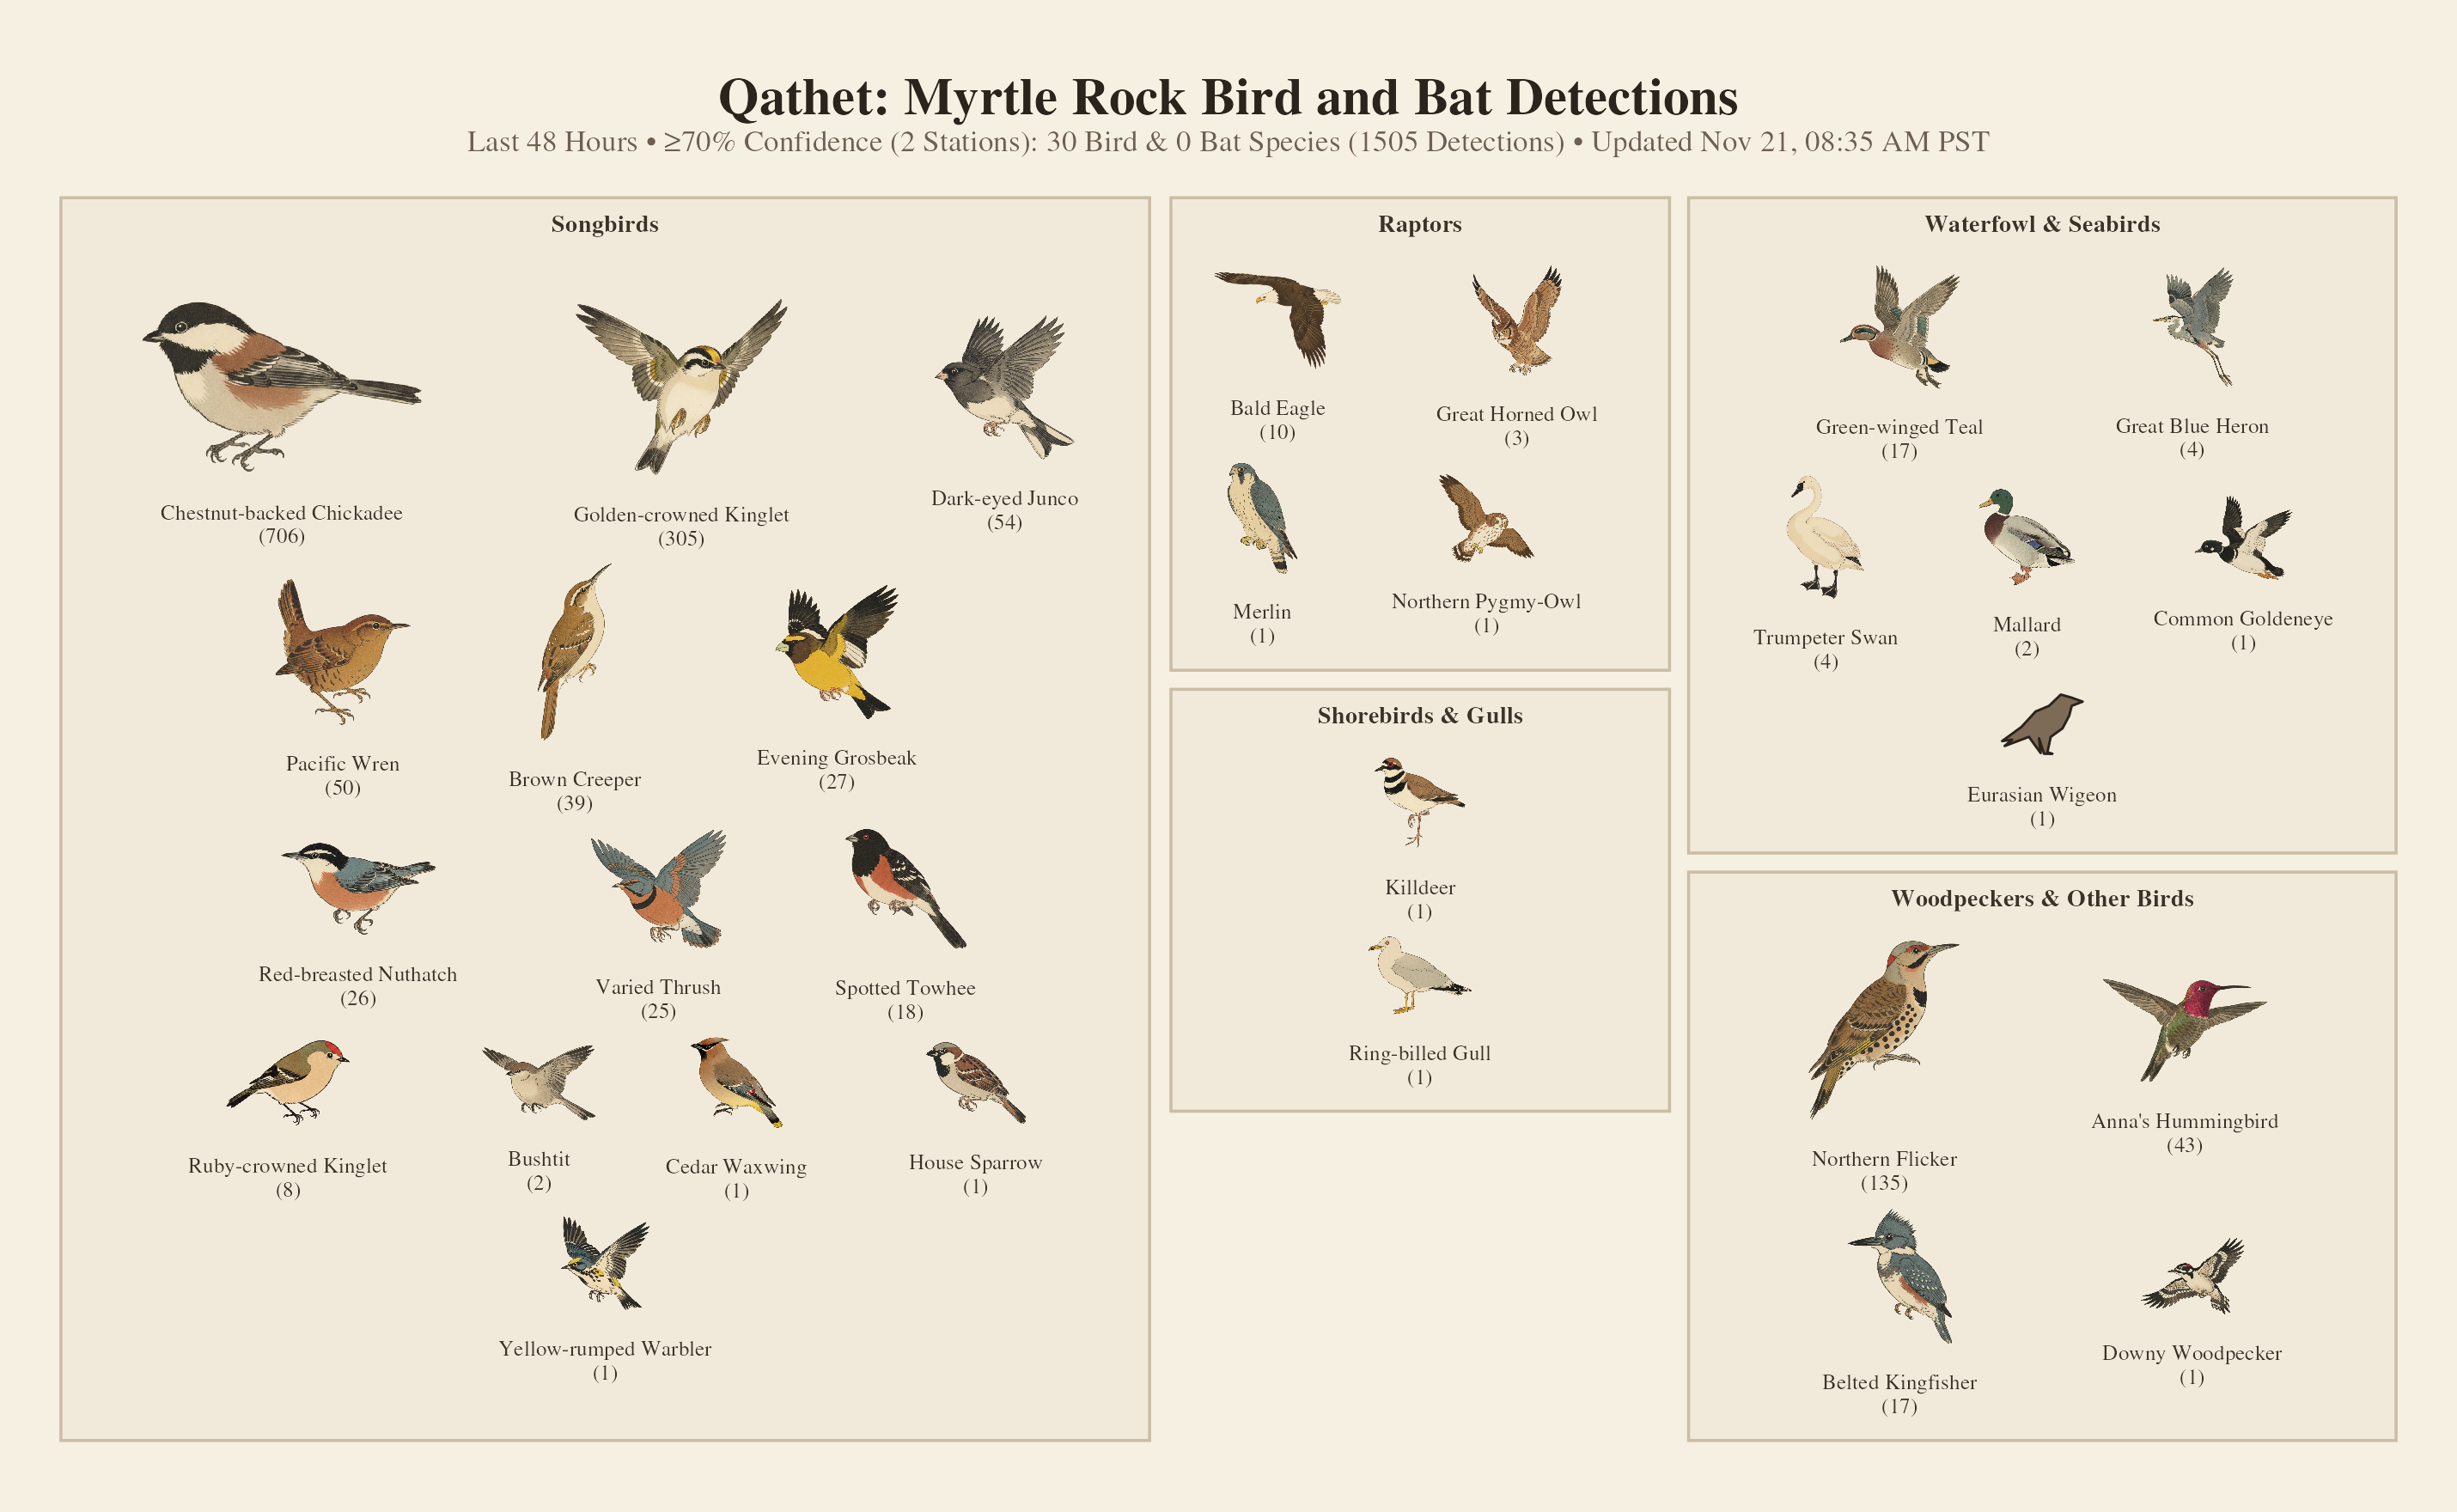 Qathet: Myrtle Rock Bird and Bat Detections
Last 48 Hours • ≥70% Confidence (2 Stations): 30 Bird & 0 Bat Species (1505 Detections) • Updated Nov 21, 08:35 AM PST
Songbirds
Chestnut-backed Chickadee
(706)
Golden-crowned Kinglet
(305)
Dark-eyed Junco
(54)
Pacific Wren
(50)
Brown Creeper
(39)
Evening Grosbeak
(27)
Red-breasted Nuthatch
(26)
Varied Thrush
(25)
Spotted Towhee
(18)
Ruby-crowned Kinglet
(8)
Bushtit
(2)
Cedar Waxwing
(1)
House Sparrow
(1)
Yellow-rumped Warbler
(1)
Raptors
Bald Eagle
(10)
Great Horned Owl
(3)
Merlin
(1)
Northern Pygmy-Owl
(1)
Shorebirds & Gulls
Killdeer
(1)
Ring-billed Gull
(1)
Waterfowl & Seabirds
Green-winged Teal
(17)
Great Blue Heron
(4)
Trumpeter Swan
(4)
Mallard
(2)
Common Goldeneye
(1)
Eurasian Wigeon
(1)
Woodpeckers & Other Birds
Northern Flicker
(135)
Anna's Hummingbird
(43)
Belted Kingfisher
(17)
Downy Woodpecker
(1)